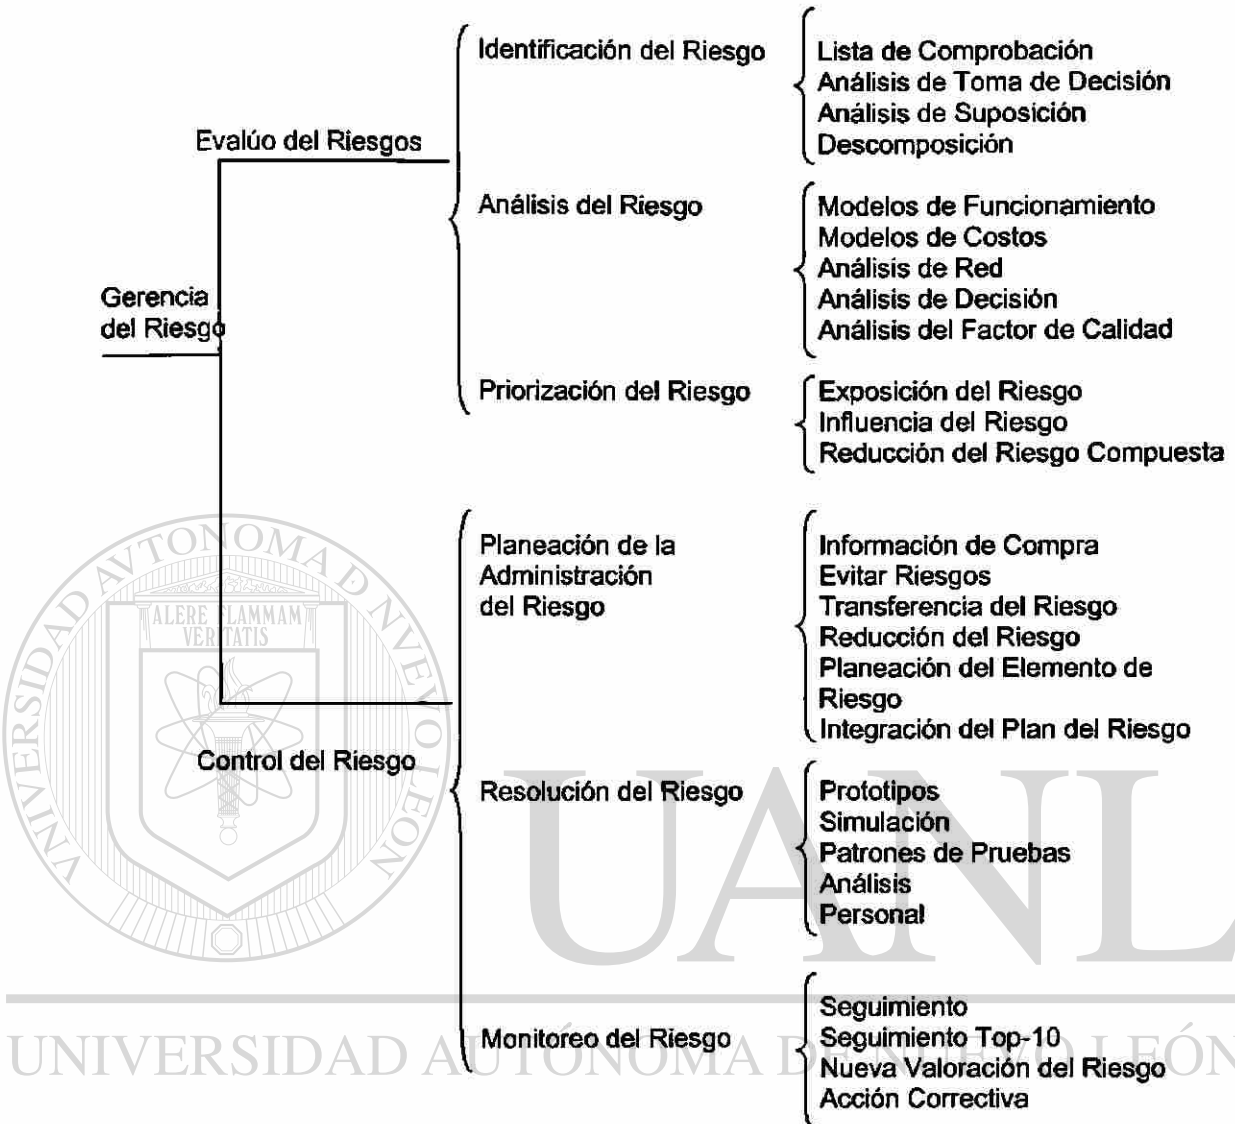 Gerencia
del Riesgo
Evalúo del Riesgos
Identificación del Riesgo
Lista de Comprobación
Análisis de Toma de Decisión
Análisis de Suposición
Descomposición
Análisis del Riesgo
Modelos de Funcionamiento
Modelos de Costos
Análisis de Red
Análisis de Decisión
Análisis del Factor de Calidad
Priorización del Riesgo
Exposición del Riesgo
Influencia del Riesgo
Reducción del Riesgo Compuesta
Control del Riesgo
Planeación de la
Administración
del Riesgo
Información de Compra
Evitar Riesgos
Transferencia del Riesgo
Reducción del Riesgo
Planeación del Elemento de
Riesgo
Integración del Plan del Riesgo
Resolución del Riesgo
Prototipos
Simulación
Patrones de Pruebas
Análisis
Personal
Monitoreo del Riesgo
Seguimiento
Seguimiento Top-10
Nueva Valoración del Riesgo
Acción Correctiva
UNIVERSIDAD AVTONOMA D NVEVO LEON
ALERE FLAMMAM
VERITATIS
UANL
UNIVERSIDAD AUTÓNOMA DE NUEVO LEÓN